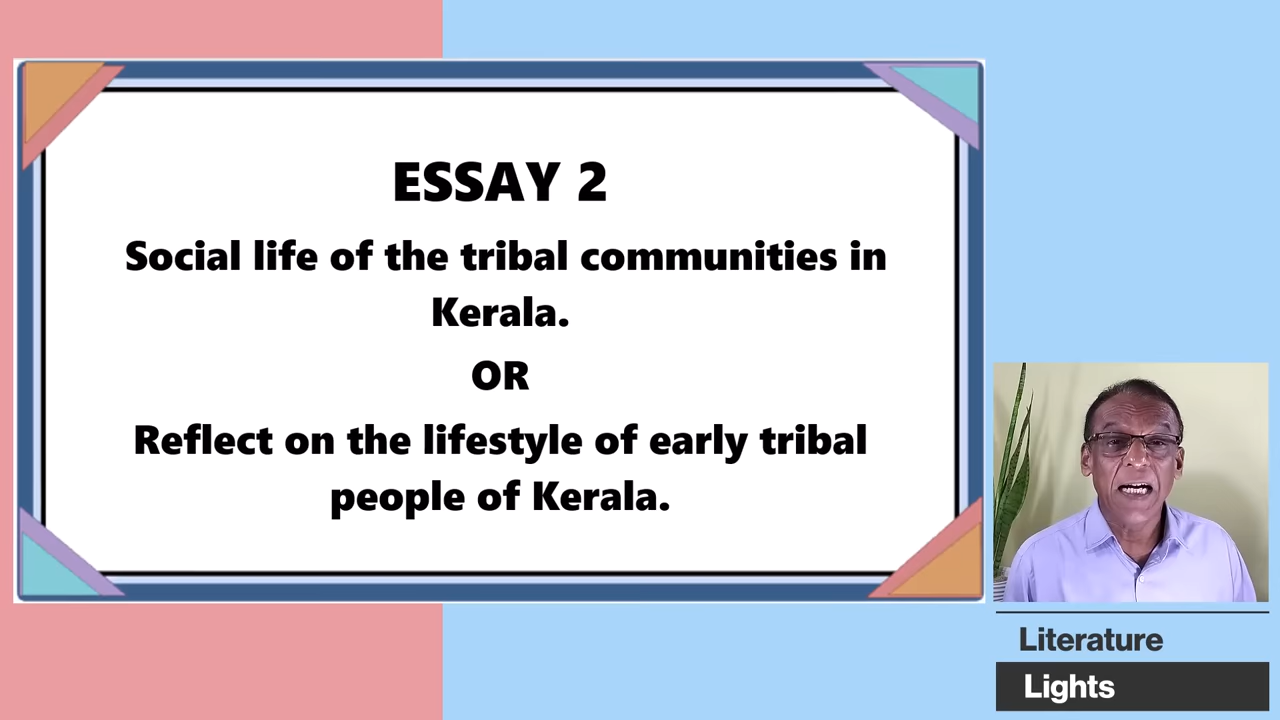 ESSAY 2
Social life of the tribal communities in
Kerala.
OR
Reflect on the lifestyle of early tribal
people of Kerala.
Literature
Lights